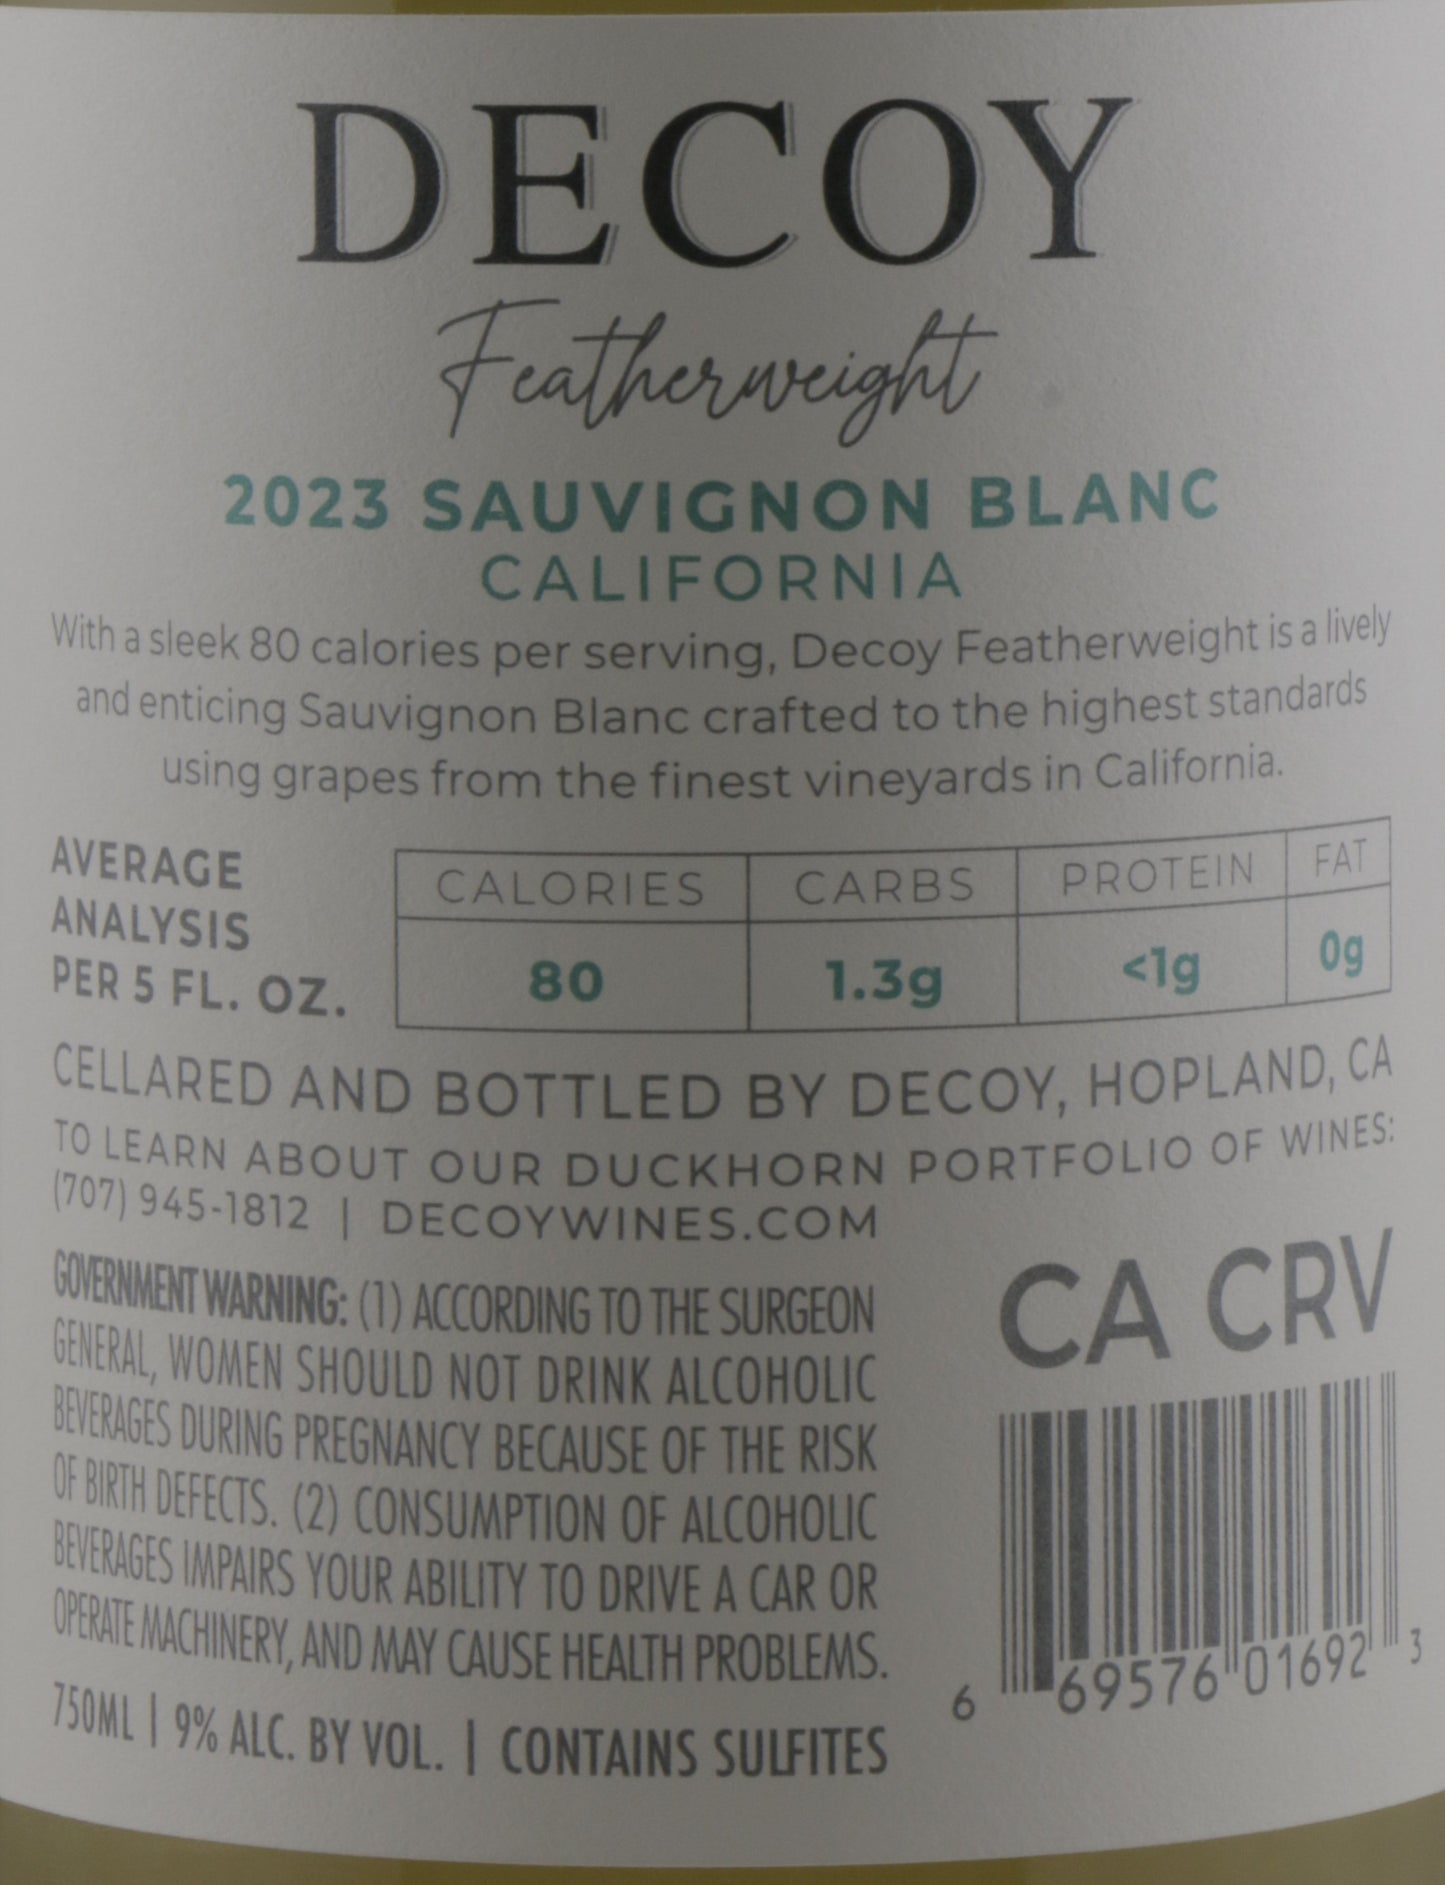 DECOY
Featherweight
2023 SAUVIGNON BLANC
CALIFORNIA
With a sleek 80 calories per serving, Decoy Featherweight is a lively
and enticing Sauvignon Blanc crafted to the highest standards
using grapes from the finest vineyards in California.
AVERAGE
ANALYSIS
PER 5 FL. OZ.
CALORIES CARBS PROTEIN FAT
80 1.3g <1g 0g
CELLARED AND BOTTLED BY DECOY, HOPLAND, CA
TO LEARN ABOUT OUR DUCKHORN PORTFOLIO OF WINES:
(707) 945-1812 | DECOYWINES.COM
GOVERNMENT WARNING: (1) ACCORDING TO THE SURGEON
GENERAL, WOMEN SHOULD NOT DRINK ALCOHOLIC
BEVERAGES DURING PREGNANCY BECAUSE OF THE RISK
OF BIRTH DEFECTS. (2) CONSUMPTION OF ALCOHOLIC
BEVERAGES IMPAIRS YOUR ABILITY TO DRIVE A CAR OR
OPERATE MACHINERY, AND MAY CAUSE HEALTH PROBLEMS.
750ML | 9% ALC. BY VOL. | CONTAINS SULFITES
CA CRV
6 69576 01692 3